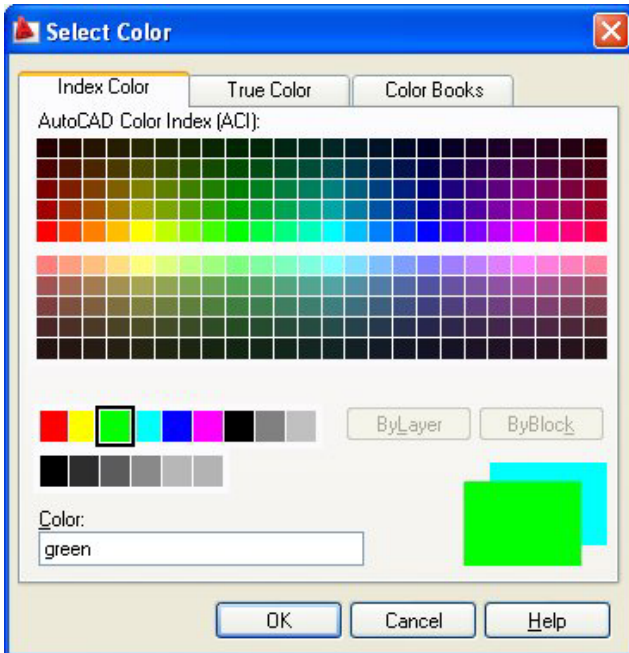 Select Color
Index Color True Color Color Books
AutoCAD Color Index (ACI):
ByLayer ByBlock
Color:
green
OK Cancel Help